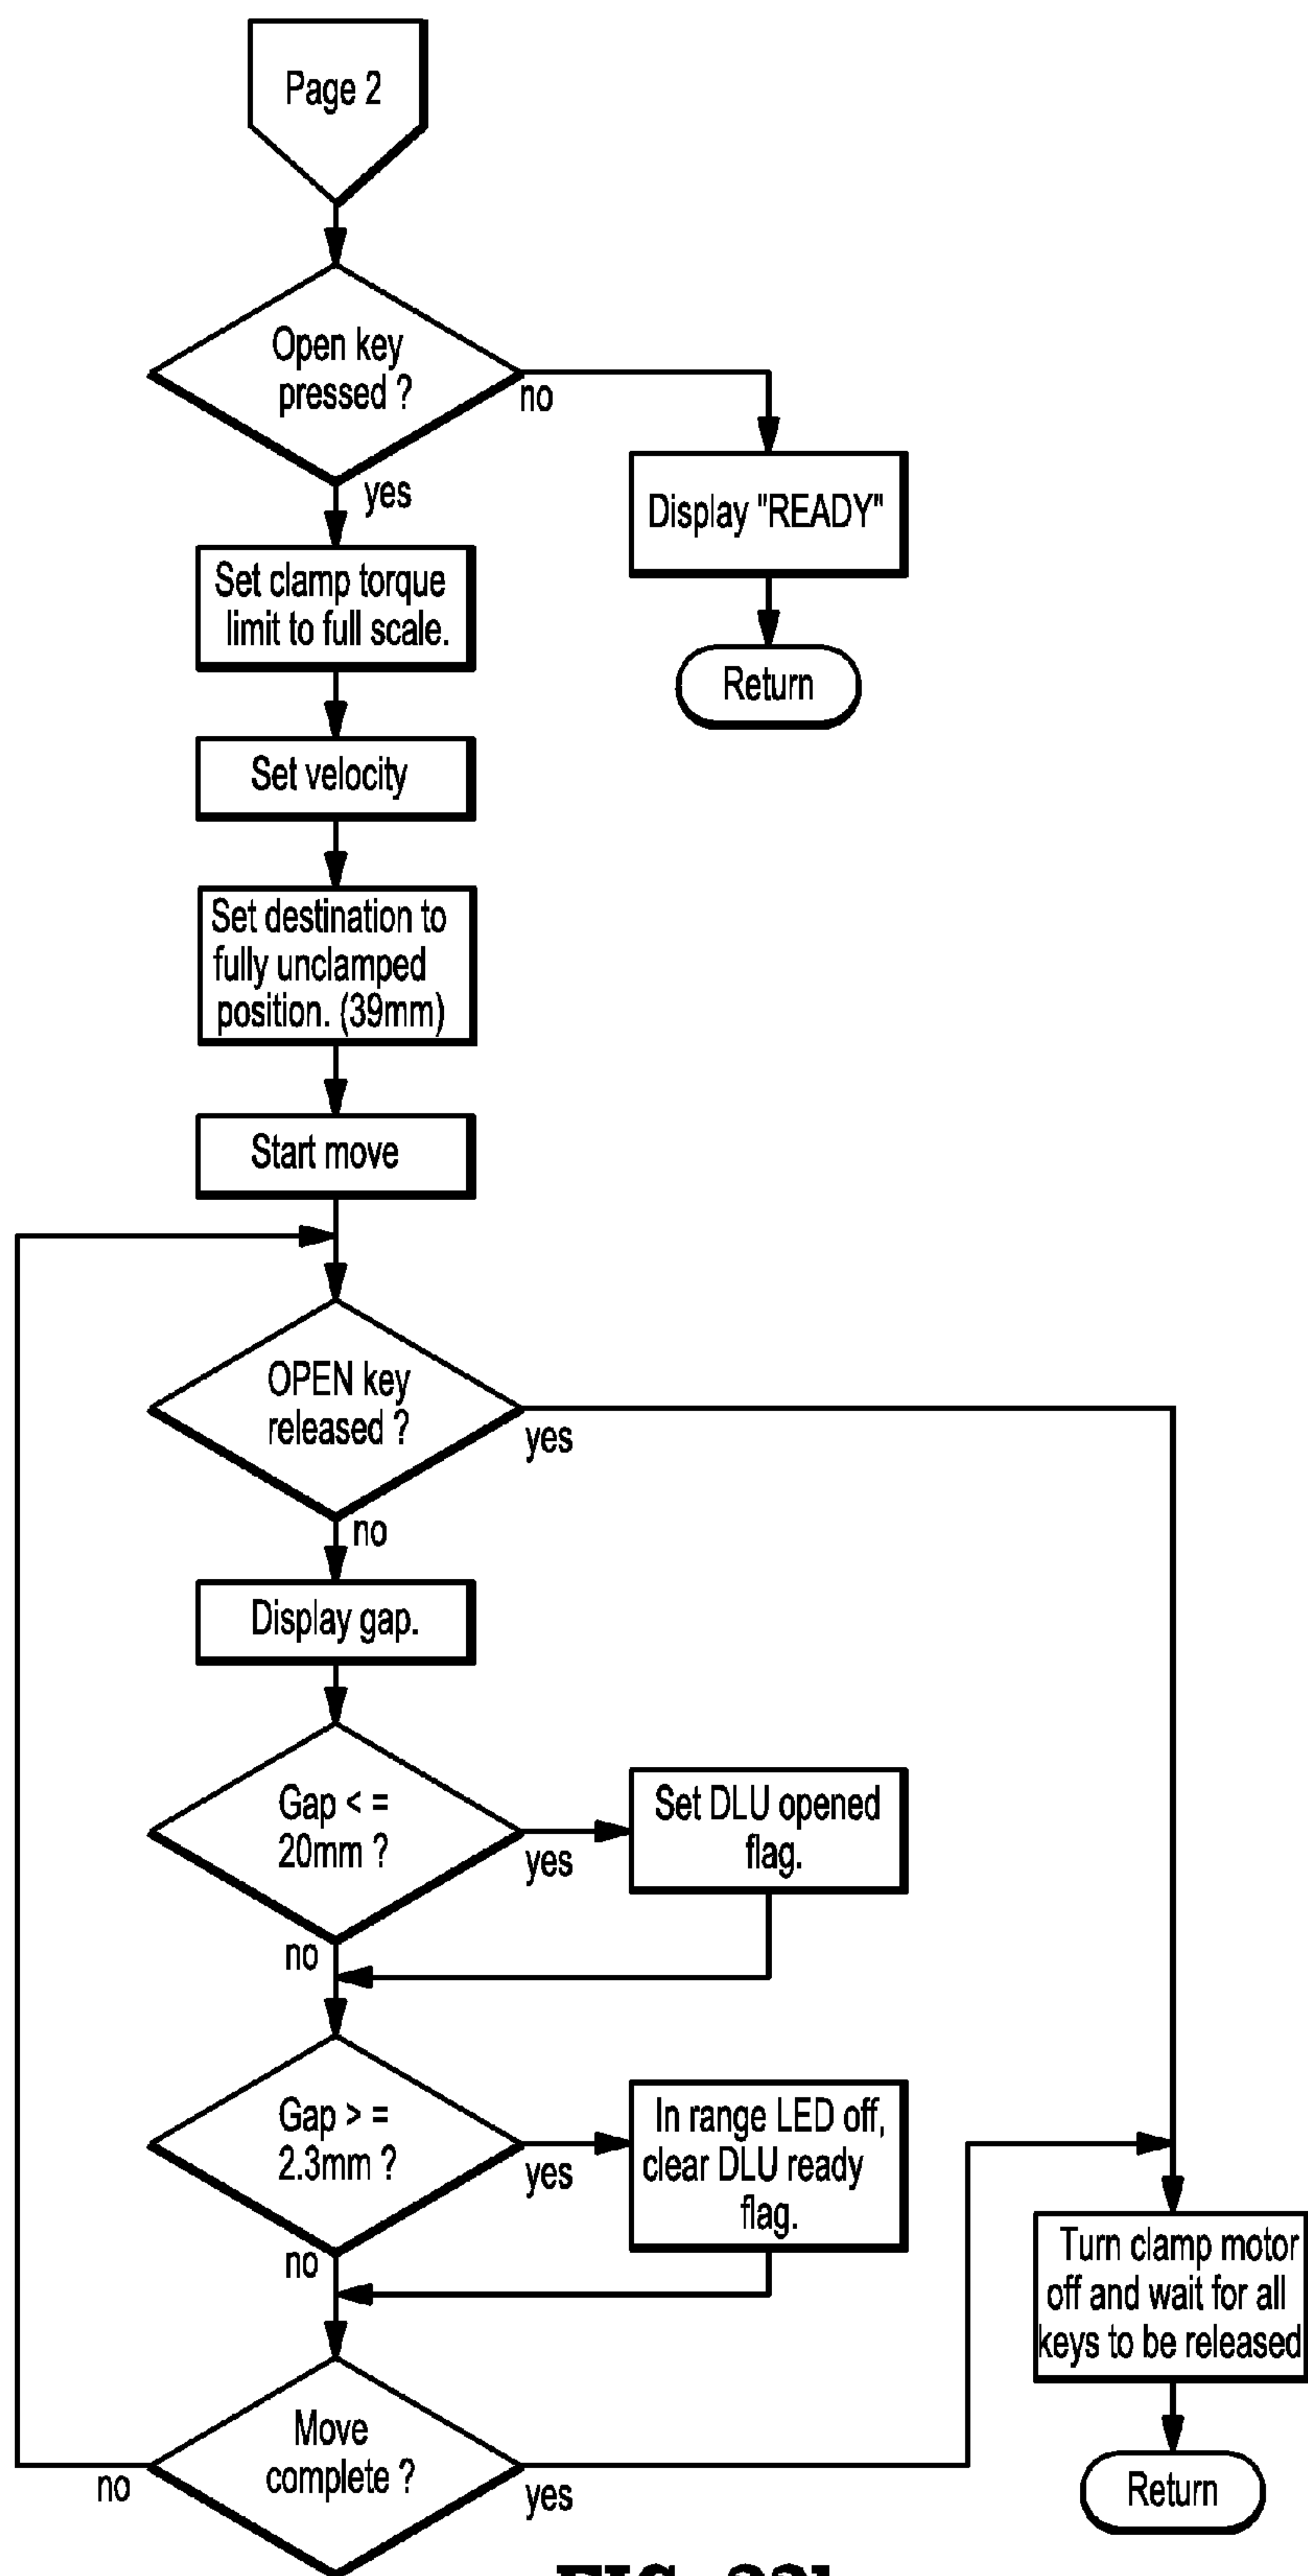 Page 2
Open key
pressed ?
no
yes
Display "READY"
Return
Set clamp torque
limit to full scale.
Set velocity
Set destination to
fully unclamped
position. (39mm)
Start move
OPEN key
released ?
yes
no
Display gap.
Gap < =
20mm ?
yes
Set DLU opened
flag.
no
Gap > =
2.3mm ?
yes
In range LED off,
clear DLU ready
flag.
no
Turn clamp motor
off and wait for all
keys to be released
Return
Move
complete ?
no
yes